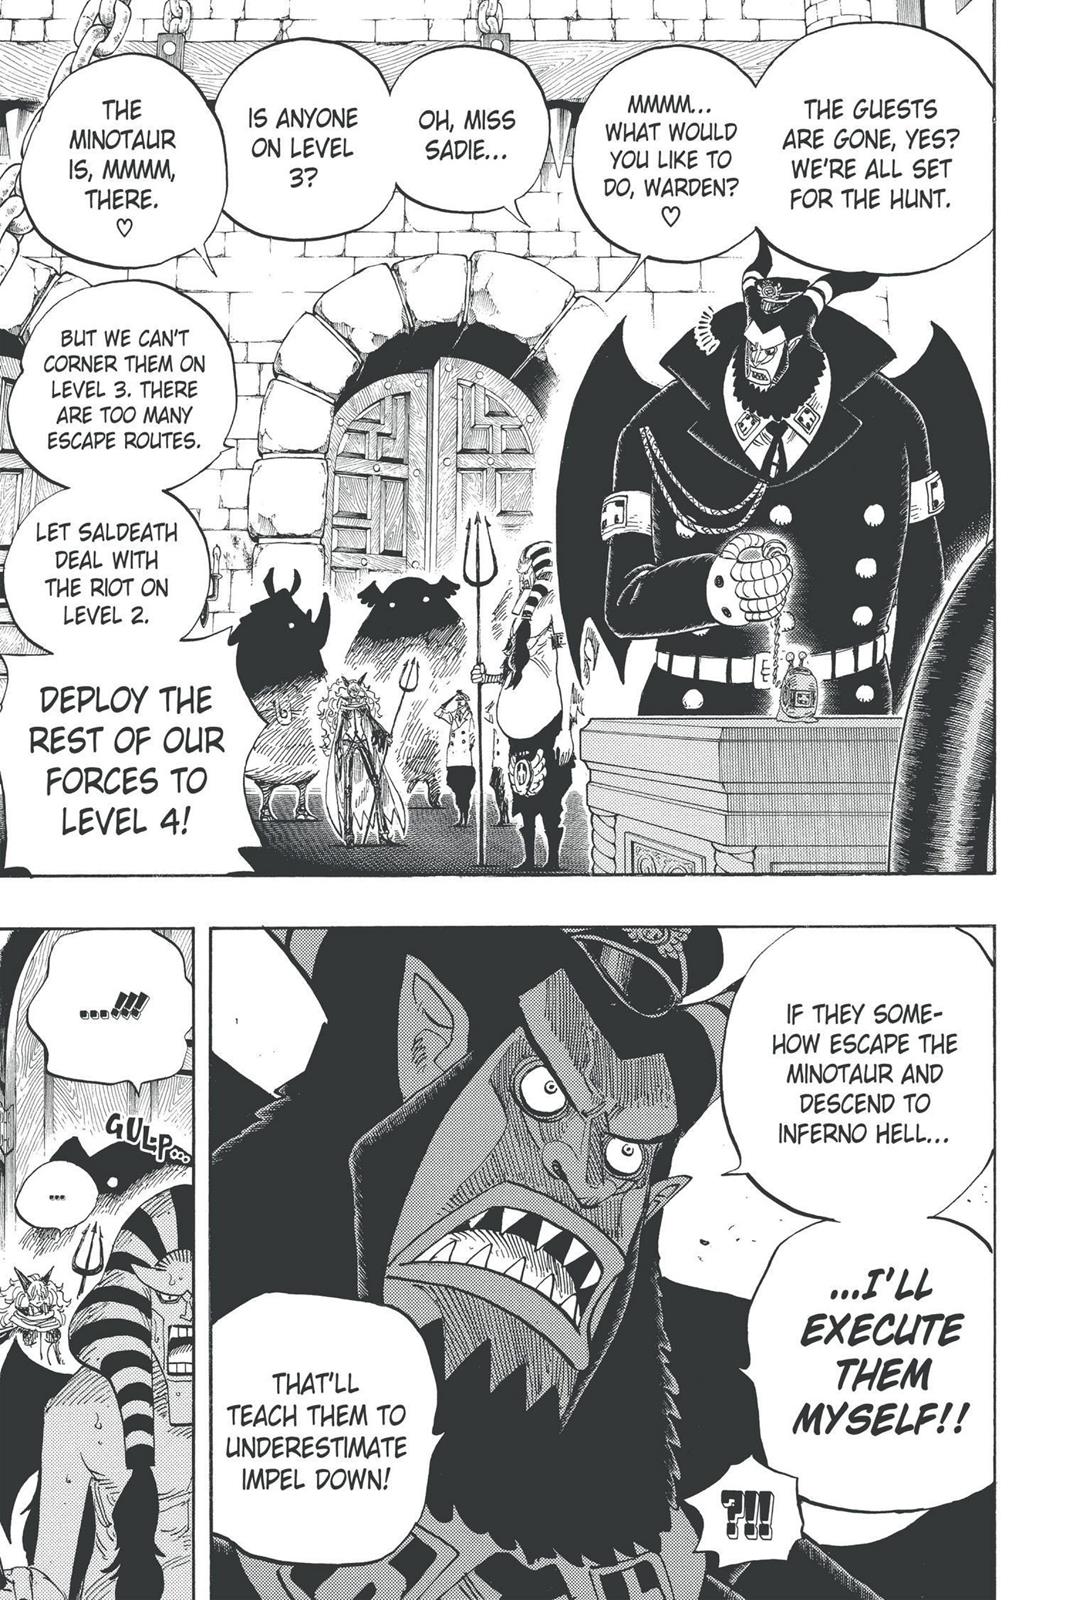 THE GUESTS
ARE GONE, YES?
WE'RE ALL SET
FOR THE HUNT.
MMMM...
WHAT WOULD
YOU LIKE TO
DO, WARDEN?
♡
OH, MISS
SADIE...
IS ANYONE
ON LEVEL
3?
THE
MINOTAUR
IS, MMMM,
THERE.
♡
BUT WE CAN'T
CORNER THEM ON
LEVEL 3. THERE
ARE TOO MANY
ESCAPE ROUTES.
LET SALDEATH
DEAL WITH
THE RIOT ON
LEVEL 2.
DEPLOY THE
REST OF OUR
FORCES TO
LEVEL 4!
IF THEY SOME-
HOW ESCAPE THE
MINOTAUR AND
DESCEND TO
INFERNO HELL...
...I'LL
EXECUTE
THEM
MYSELF!!
THAT'LL
TEACH THEM TO
UNDERESTIMATE
IMPEL DOWN!
?!!
...!!!
GULP...
...